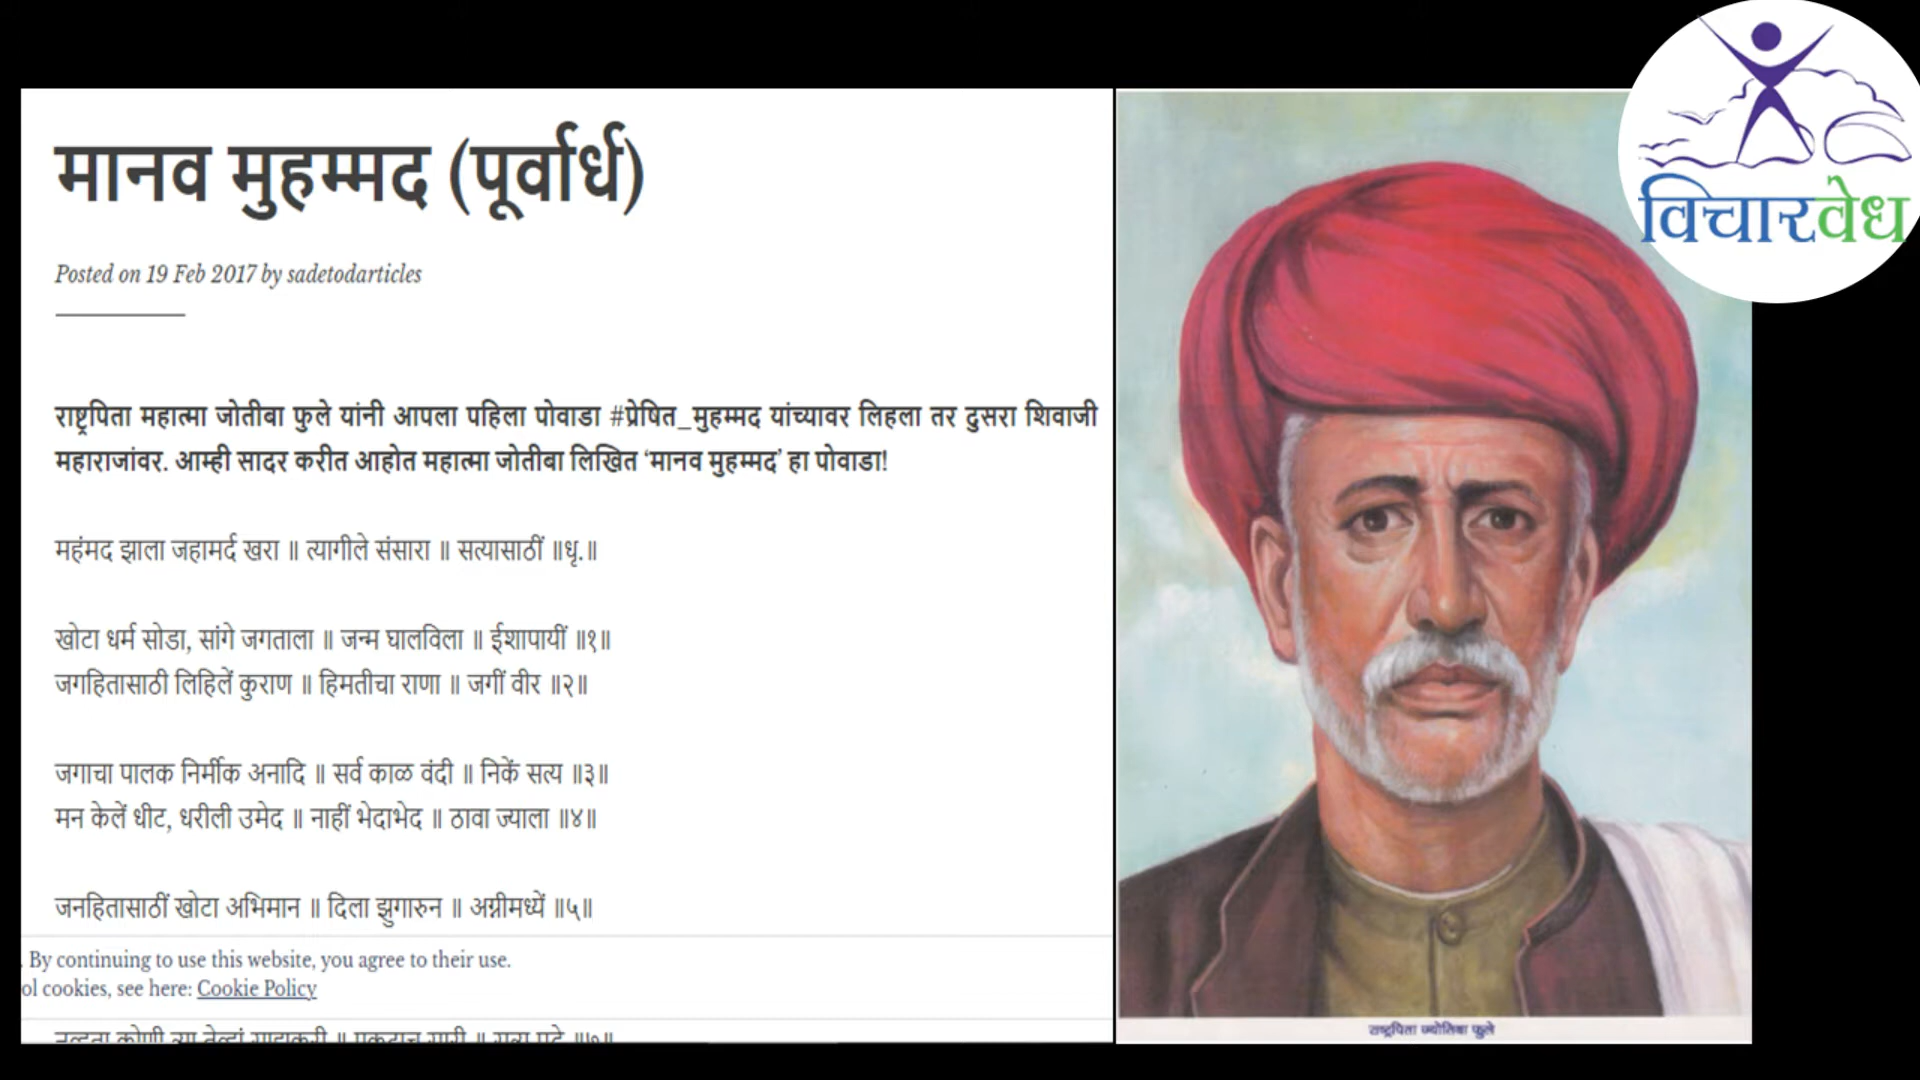 मानव मुहम्मद (पूर्वार्ध)
Posted on 19 Feb 2017 by sadetodarticles
राष्ट्रपिता महात्मा जोतीबा फुले यांनी आपला पहिला पोवाडा #प्रेषित_मुहम्मद यांच्यावर लिहला तर दुसरा शिवाजी
महाराजांवर. आम्ही सादर करीत आहोत महात्मा जोतीबा लिखित ‘मानव मुहम्मद’ हा पोवाडा!
महंमद झाला जहामर्द खरा ॥ त्यागीले संसारा ॥ सत्यासाठीं ॥धृ.॥
खोटा धर्म सोडा, सांगे जगताला ॥ जन्म घालविला ॥ ईशापायीं ॥१॥
जगहितासाठी लिहिलें कुराण ॥ हिमतीचा राणा ॥ जगीं वीर ॥२॥
जगाचा पालक निर्मीक अनादि ॥ सर्व काळ वंदी ॥ निकें सत्य ॥३॥
मन केलें धीट, धरीली उमेद ॥ नाहीं भेदाभेद ॥ ठावा ज्याला ॥४॥
जनहितासाठीं खोटा अभिमान ॥ दिला झुगारुन ॥ अग्नीमध्यें ॥५॥
. By continuing to use this website, you agree to their use.
ol cookies, see here: Cookie Policy
विचारवेध
राष्ट्रपिता ज्योतिबा फुले